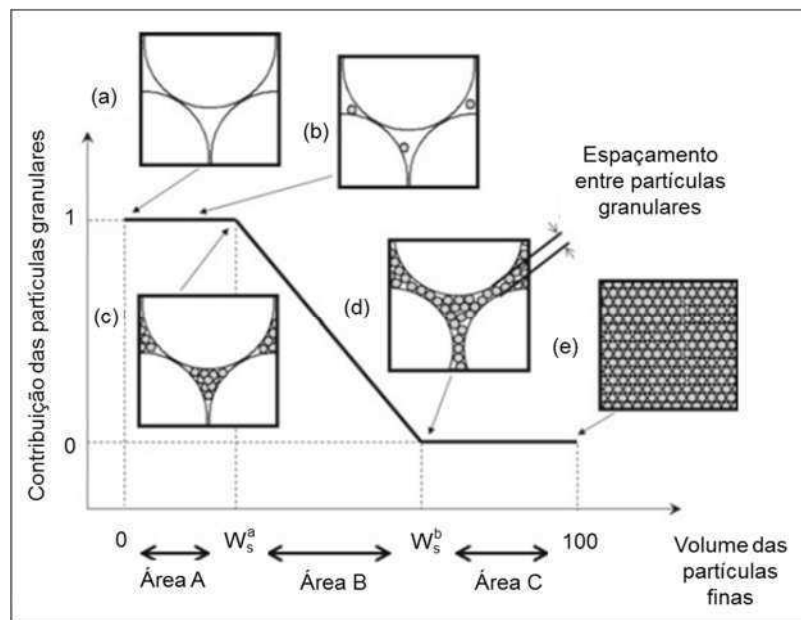 (a)
(b)
Espaçamento
entre partículas
granulares
1
(c)
(d)
(e)
0
Contribuição das partículas granulares
0
W_s^a
W_s^b
100
Área A
Área B
Área C
Volume das
partículas
finas